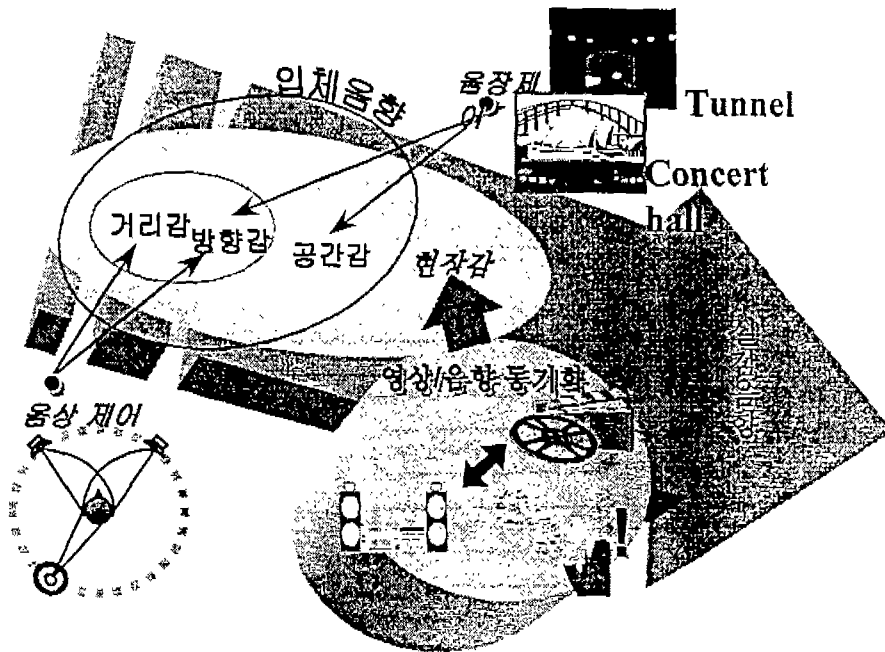 입체음향
음장제
어
Tunnel
Concert
hall
거리감
방향감
공간감
현장감
영상/음향 동기화
음상 제어
!